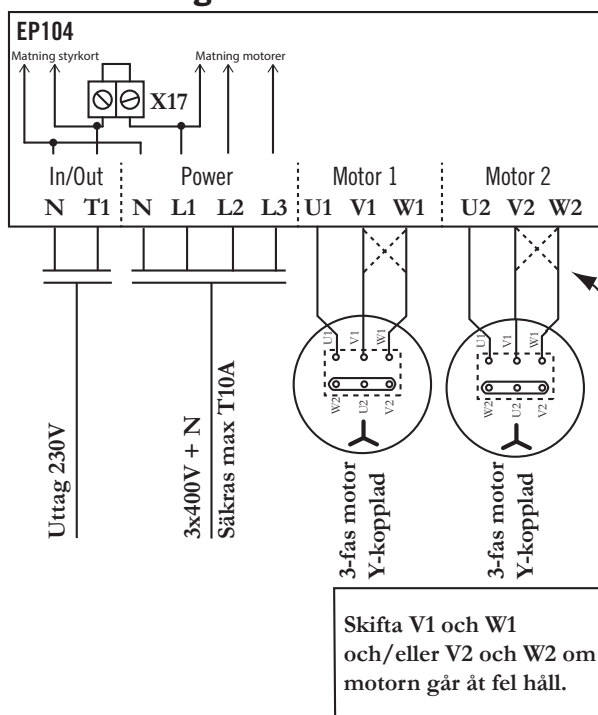 EP104
Matning styrkort
Matning motorer
X17
In/Out Power Motor 1 Motor 2
N T1 N L1 L2 L3 U1 V1 W1 U2 V2 W2
U1 V1 W1
W2 U2 V2
U1 V1 W1
W2 U2 V2
Uttag 230V
3x400V + N
Säkras max T10A
3-fas motor
Y-kopplad
3-fas motor
Y-kopplad
Skifta V1 och W1
och/eller V2 och W2 om
motorn går åt fel håll.